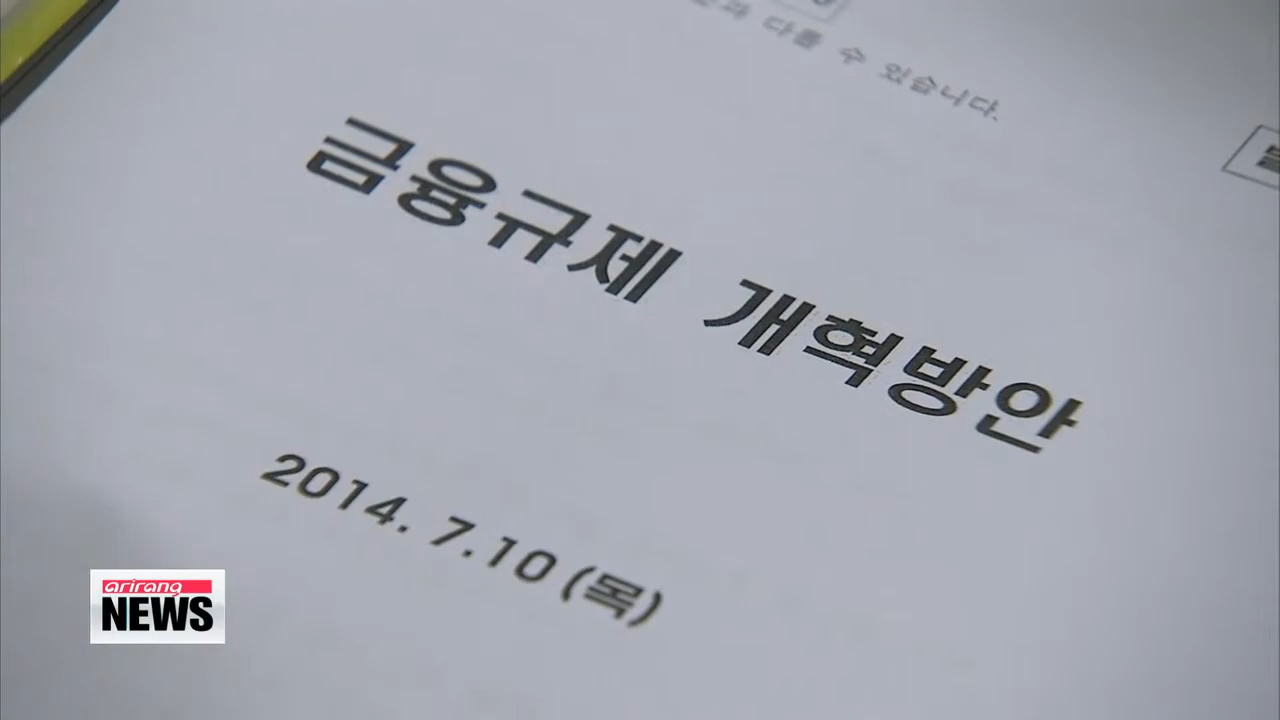 다를 수 있습니다.
금융규제 개혁방안
2014. 7.10 (목)
arirang
NEWS